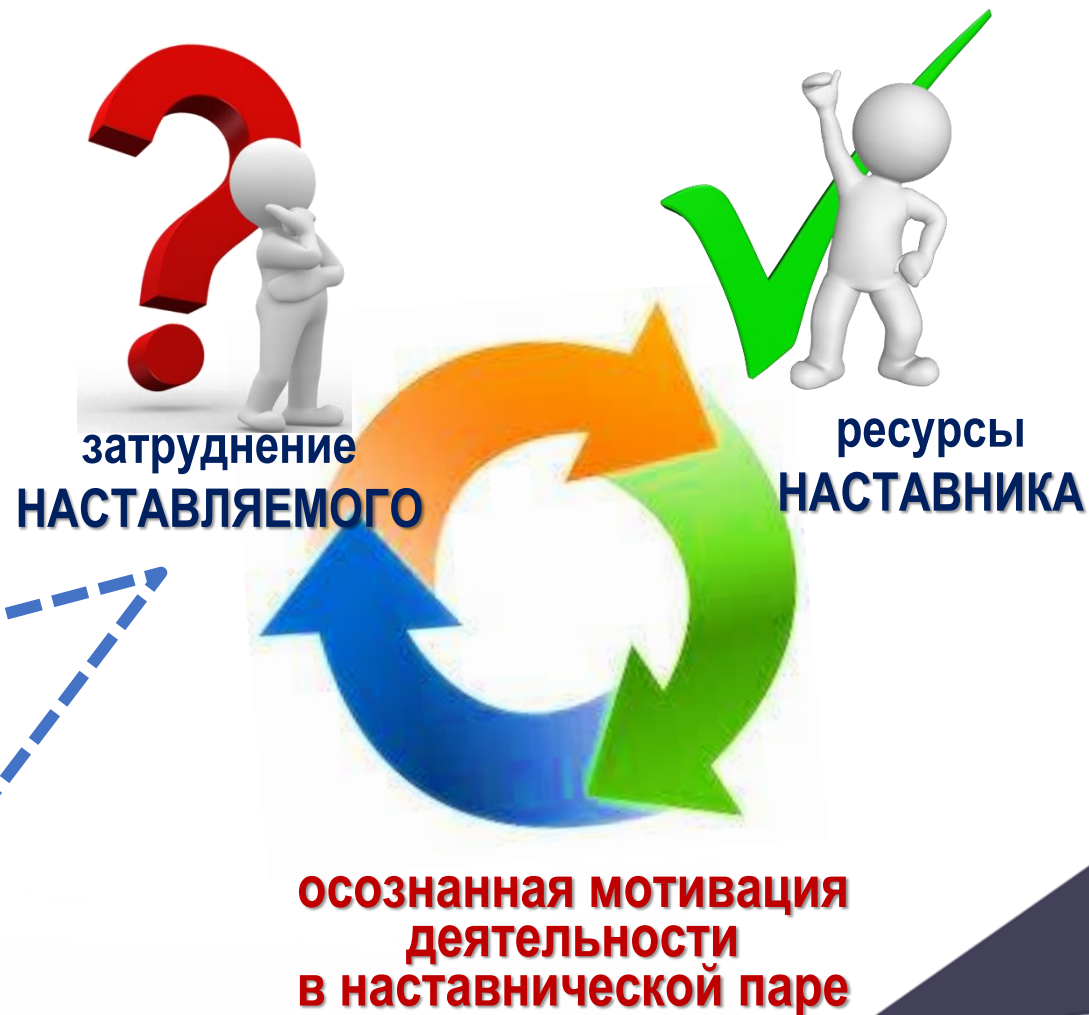 затруднение
НАСТАВЛЯЕМОГО
ресурсы
НАСТАВНИКА
осознанная мотивация
деятельности
в наставнической паре